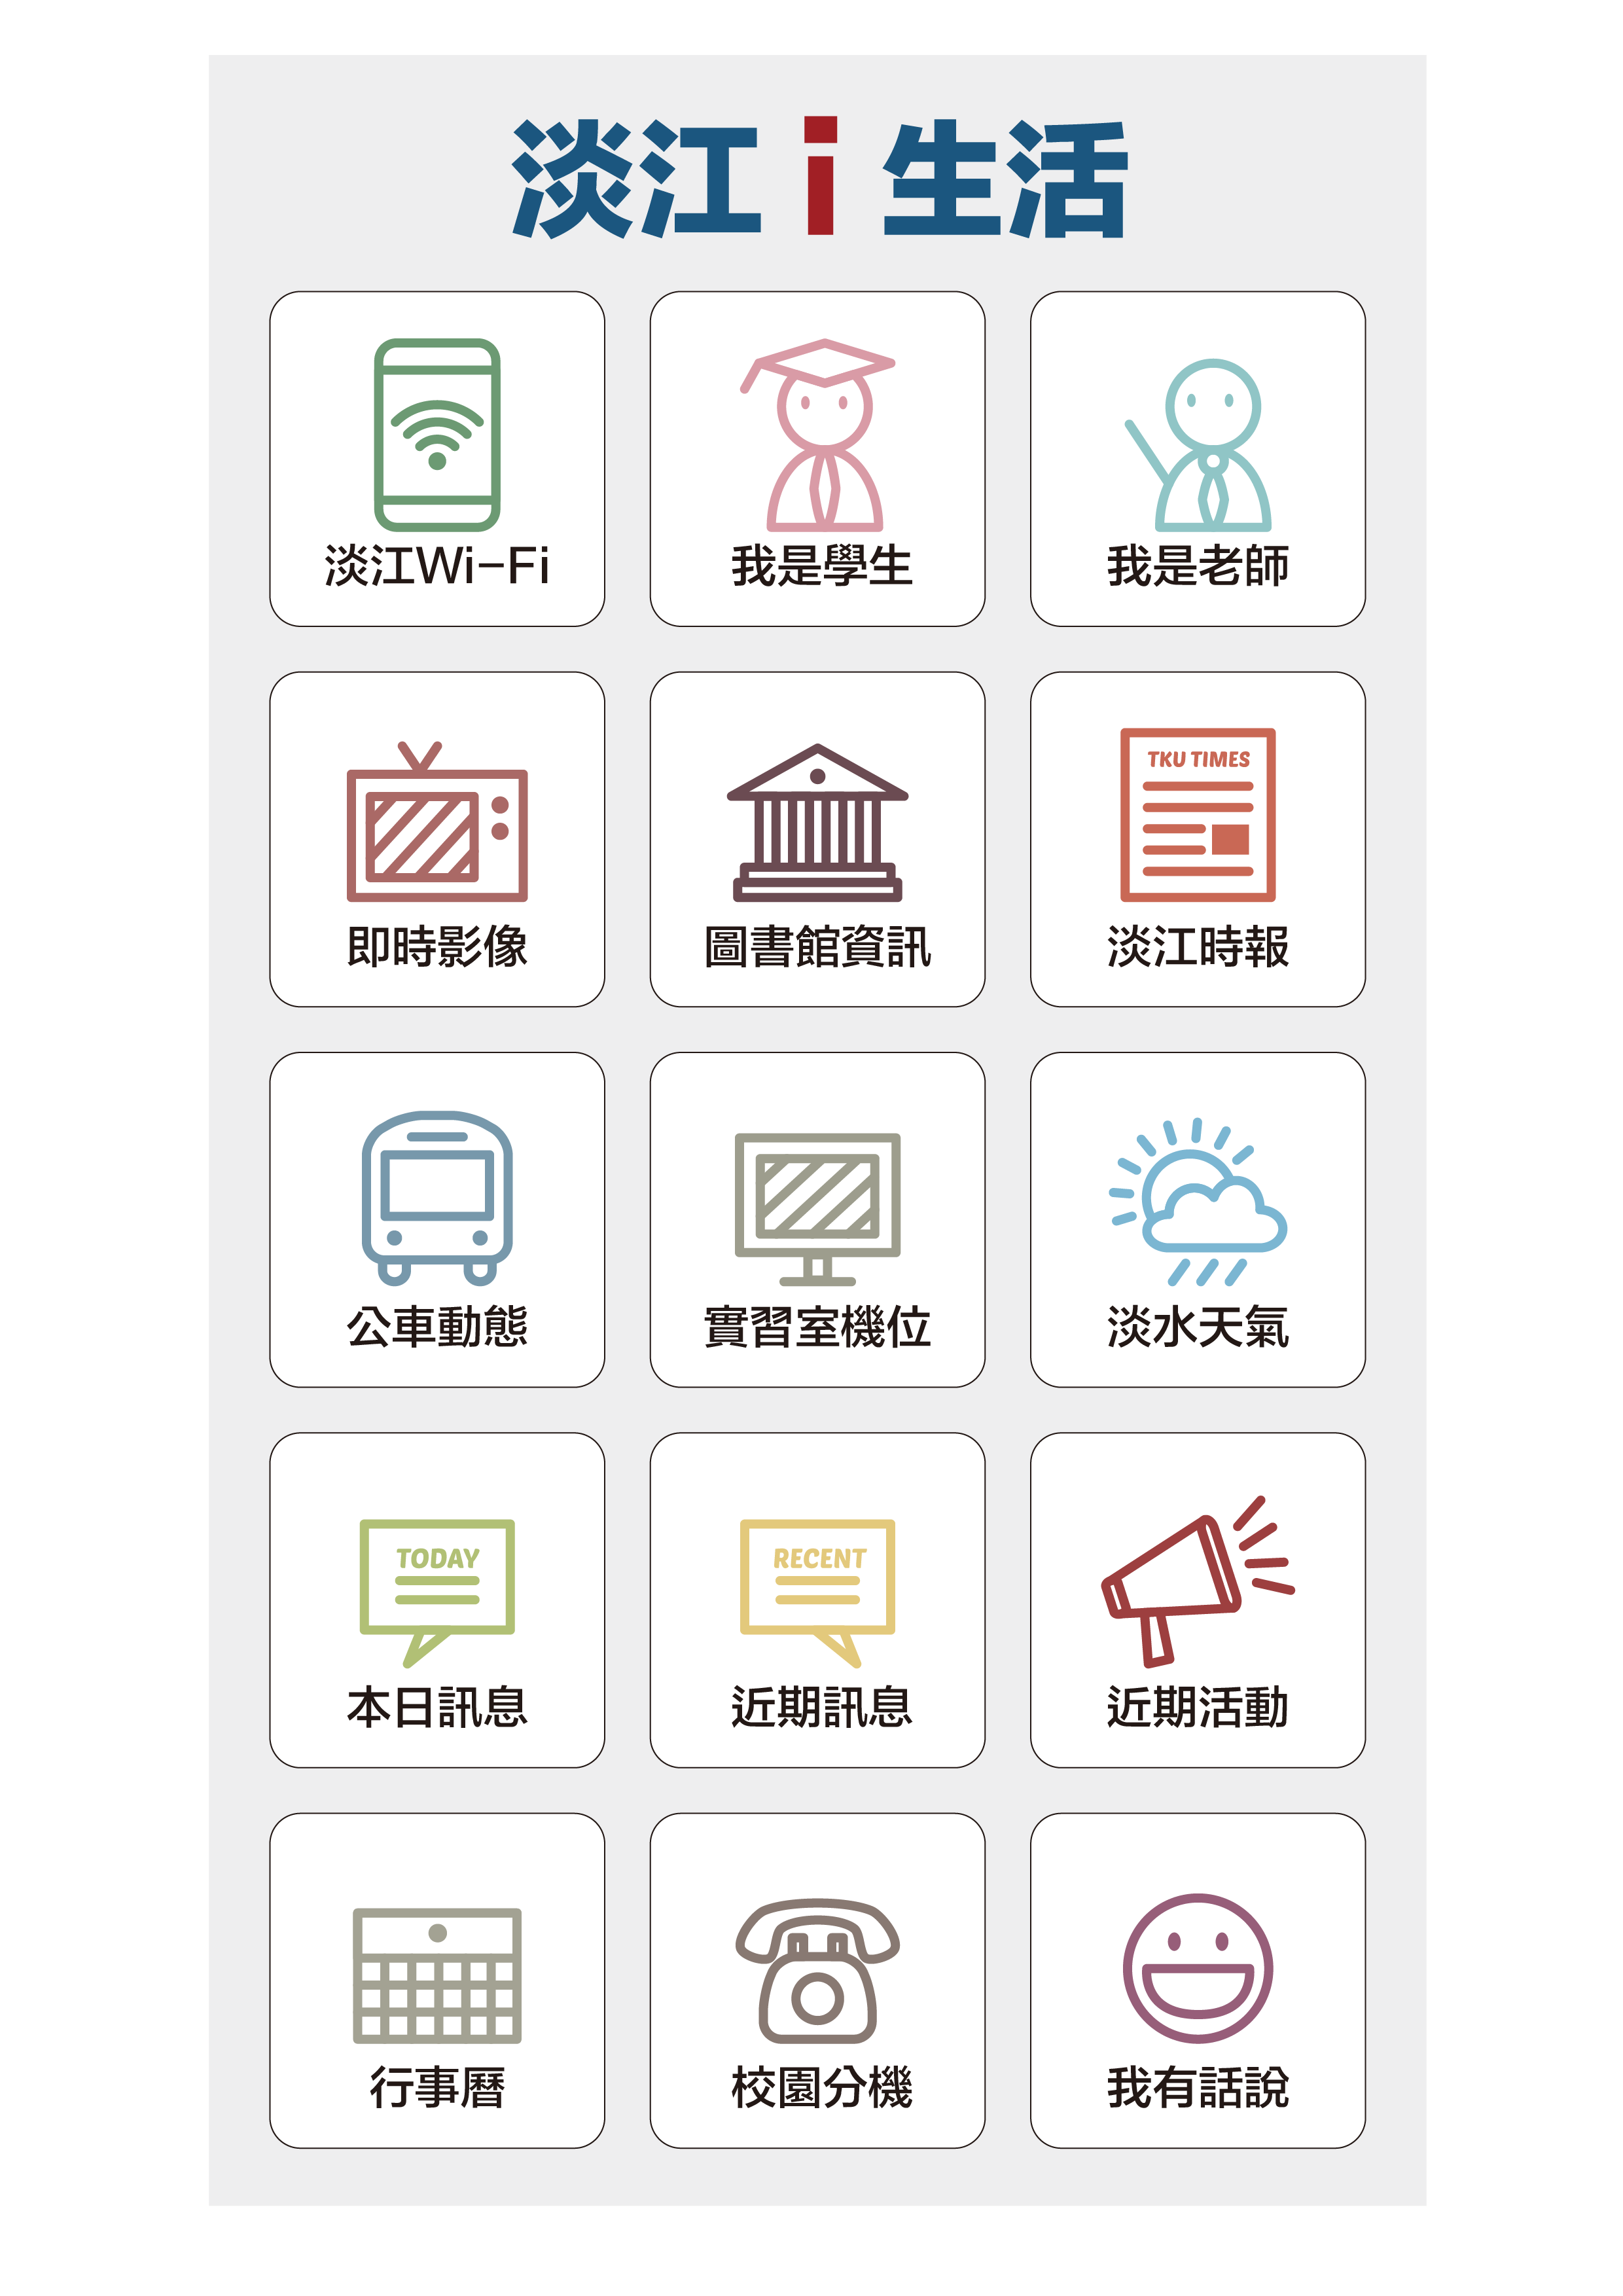 淡江 i 生活
淡江Wi-Fi
我是學生
我是老師
即時影像
圖書館資訊
TKU TIMES
淡江時報
公車動態
實習室機位
淡水天氣
TODAY
本日訊息
RECENT
近期訊息
近期活動
行事曆
校園分機
我有話說